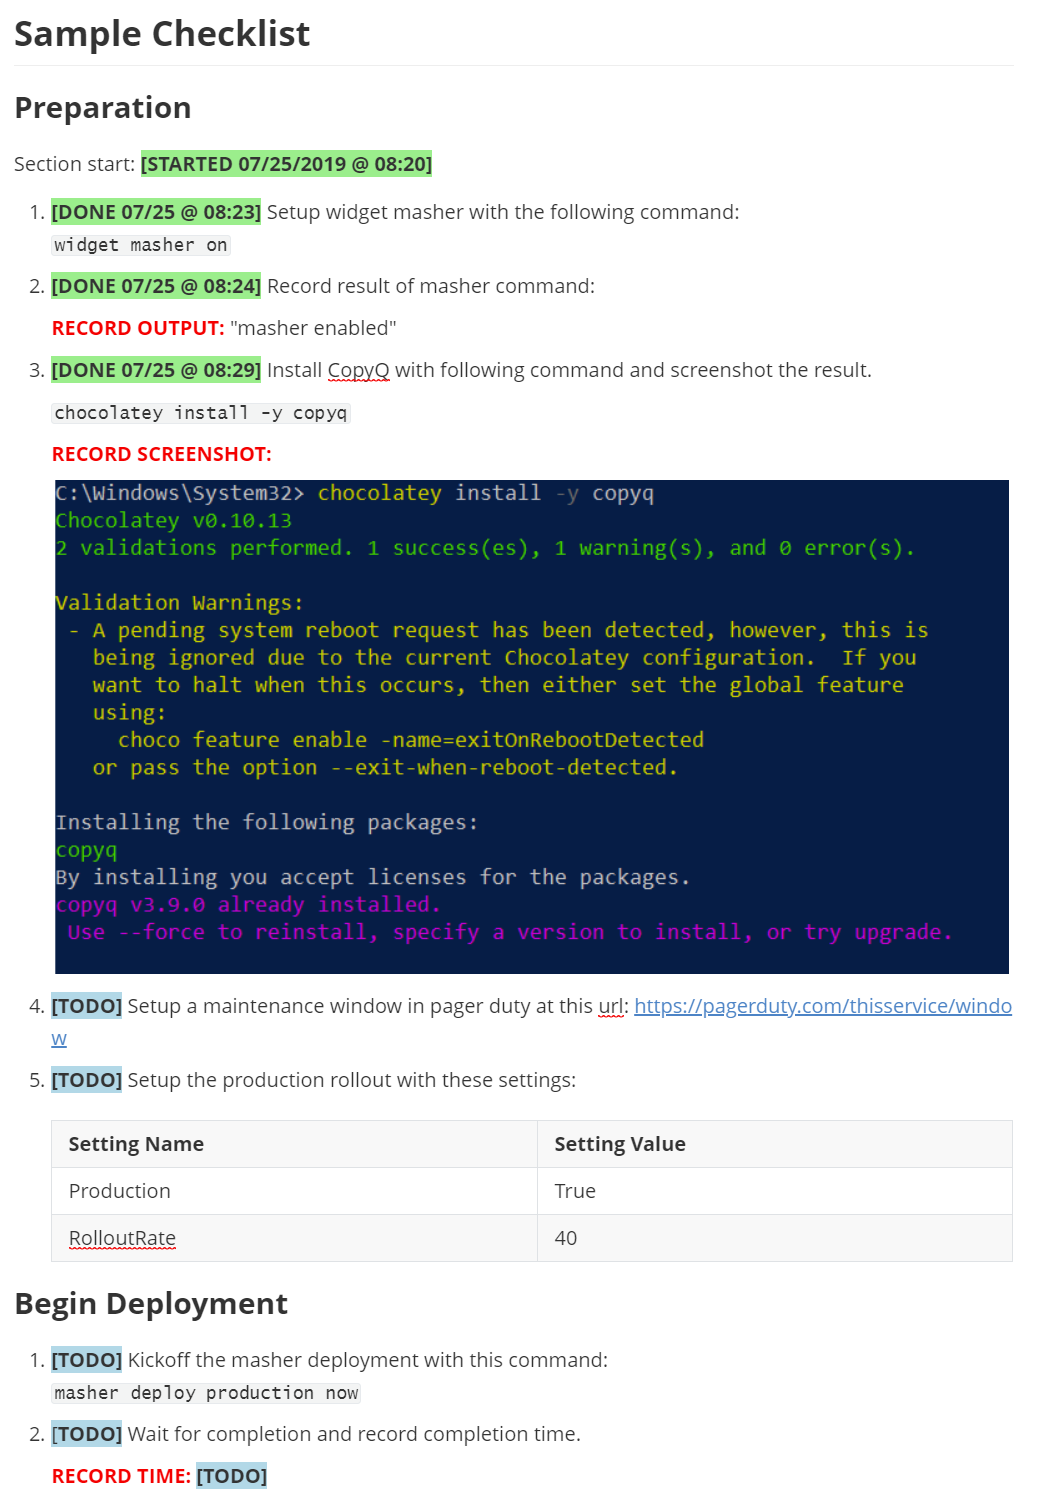 Sample Checklist
Preparation
Section start: [STARTED 07/25/2019 @ 08:20]
1. [DONE 07/25 @ 08:23] Setup widget masher with the following command:
widget masher on
2. [DONE 07/25 @ 08:24] Record result of masher command:
RECORD OUTPUT: "masher enabled"
3. [DONE 07/25 @ 08:29] Install CopyQ with following command and screenshot the result.
chocolatey install -y copyq
RECORD SCREENSHOT:
C:\Windows\System32> chocolatey install -y copyq
Chocolatey v0.10.13
2 validations performed. 1 success(es), 1 warning(s), and 0 error(s).
Validation Warnings:
- A pending system reboot request has been detected, however, this is
being ignored due to the current Chocolatey configuration.  If you
want to halt when this occurs, then either set the global feature
using:
choco feature enable -name=exitOnRebootDetected
or pass the option --exit-when-reboot-detected.
Installing the following packages:
copyq
By installing you accept licenses for the packages.
copyq v3.9.0 already installed.
Use --force to reinstall, specify a version to install, or try upgrade.
4. [TODO] Setup a maintenance window in pager duty at this url: https://pagerduty.com/thisservice/windo
w
5. [TODO] Setup the production rollout with these settings:
Setting Name Setting Value
Production True
RolloutRate 40
Begin Deployment
1. [TODO] Kickoff the masher deployment with this command:
masher deploy production now
2. [TODO] Wait for completion and record completion time.
RECORD TIME: [TODO]